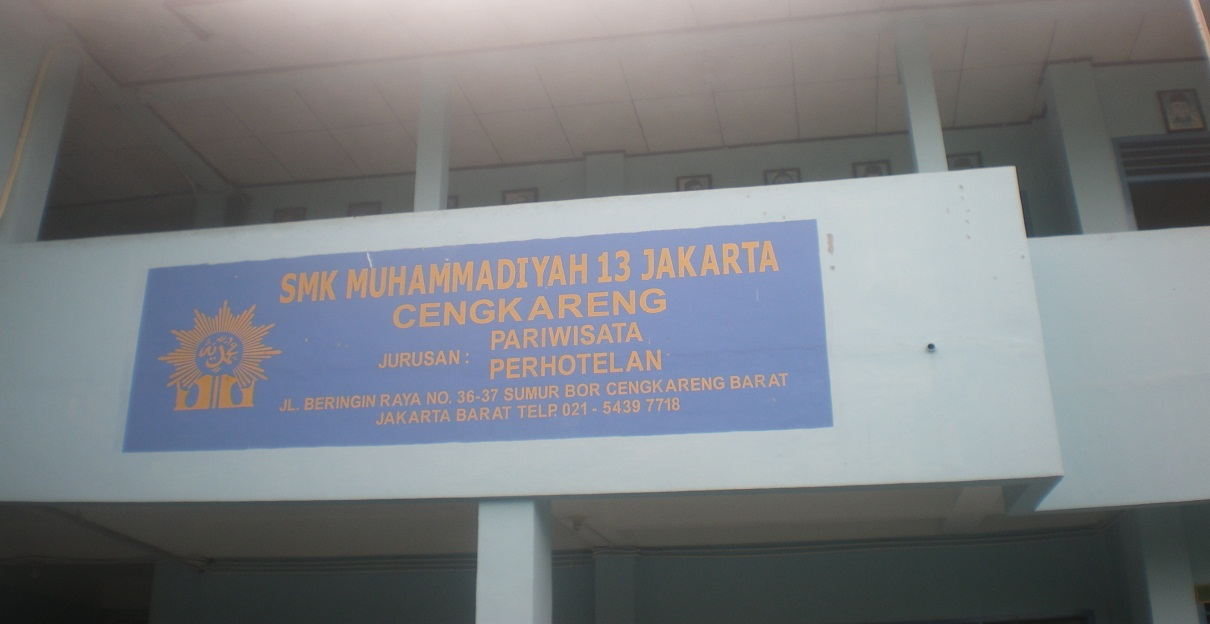 SMK MUHAMMADIYAH 13 JAKARTA
CENGKARENG
JURUSAN : PARIWISATA
PERHOTELAN
JL. BERINGIN RAYA NO. 36-37 SUMUR BOR CENGKARENG BARAT
JAKARTA BARAT TELP. 021 - 5439 7718